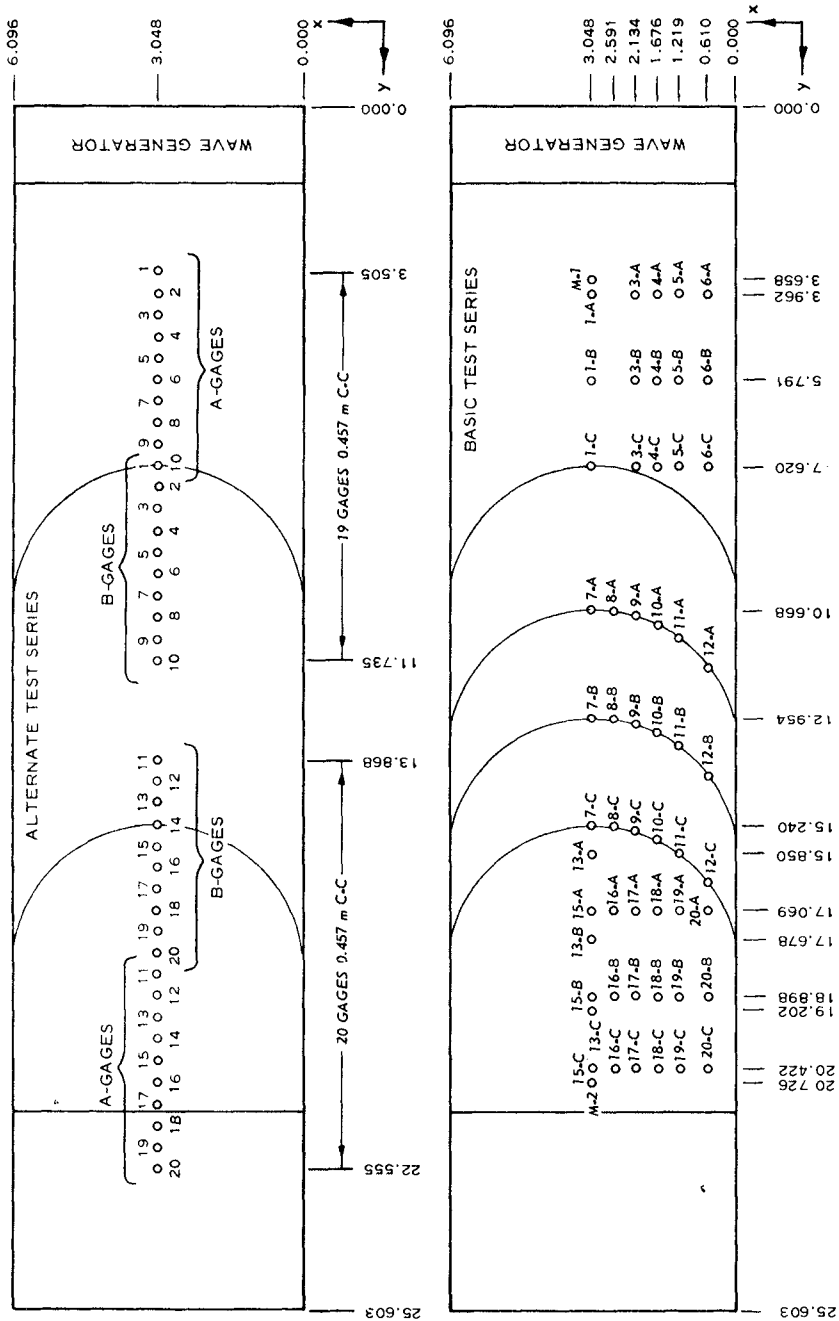 ALTERNATE TEST SERIES
6.096
3.048
0.000
x
y
WAVE GENERATOR
1
2
3
4
5
6
7
8
9
10
A-GAGES
1
2
3
4
5
6
7
8
9
10
B-GAGES
11
12
13
14
15
16
17
18
19
20
B-GAGES
11
12
13
14
15
16
17
18
19
20
A-GAGES
19 GAGES 0.457 m C-C
20 GAGES 0.457 m C-C
0.000
3.505
11.735
13.868
22.555
25.603
BASIC TEST SERIES
6.096
3.048
2.591
2.134
1.676
1.219
0.610
0.000
x
y
WAVE GENERATOR
M-1
1-A
3-A
4-A
5-A
6-A
1-B
3-B
4-B
5-B
6-B
1-C
3-C
4-C
5-C
6-C
7-A
8-A
9-A
10-A
11-A
12-A
7-B
8-B
9-B
10-B
11-B
12-B
7-C
8-C
9-C
10-C
11-C
12-C
13-A
15-A
16-A
17-A
18-A
19-A
20-A
13-B
15-B
16-B
17-B
18-B
19-B
20-B
13-C
15-C
16-C
17-C
18-C
19-C
20-C
M-2
0.000
3.658
3.962
5.791
7.620
10.668
12.954
15.240
15.850
17.069
17.678
18.898
19.202
20.422
20.726
25.603